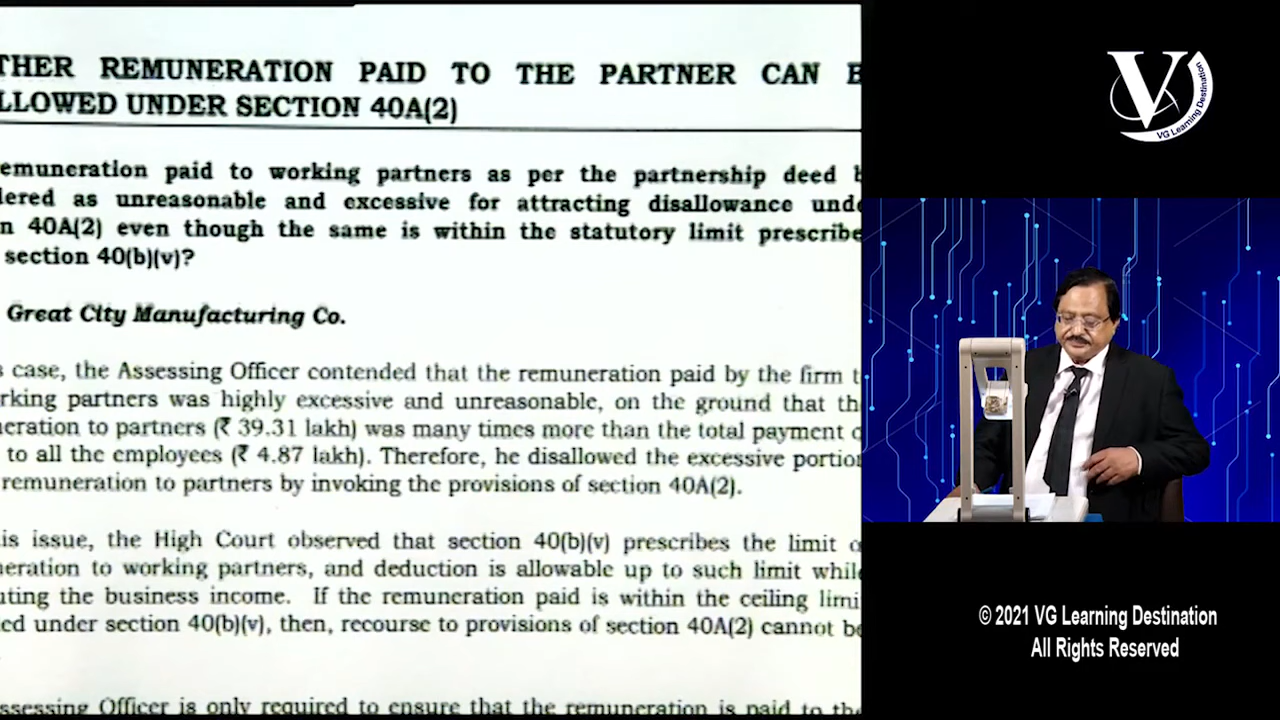 THER REMUNERATION PAID TO THE PARTNER CAN B
LLOWED UNDER SECTION 40A(2)
emuneration paid to working partners as per the partnership deed b
dered as unreasonable and excessive for attracting disallowance unde
n 40A(2) even though the same is within the statutory limit prescribe
section 40(b)(v)?
Great City Manufacturing Co.
s case, the Assessing Officer contended that the remuneration paid by the firm t
rking partners was highly excessive and unreasonable, on the ground that th
neration to partners (₹ 39.31 lakh) was many times more than the total payment o
to all the employees (₹ 4.87 lakh). Therefore, he disallowed the excessive portion
remuneration to partners by invoking the provisions of section 40A(2).
is issue, the High Court observed that section 40(b)(v) prescribes the limit o
neration to working partners, and deduction is allowable up to such limit while
uting the business income. If the remuneration paid is within the ceiling limi
ed under section 40(b)(v), then, recourse to provisions of section 40A(2) cannot be
ssessing Officer is only required to ensure that the remuneration is paid to the
V
VG Learning Destination
© 2021 VG Learning Destination
All Rights Reserved